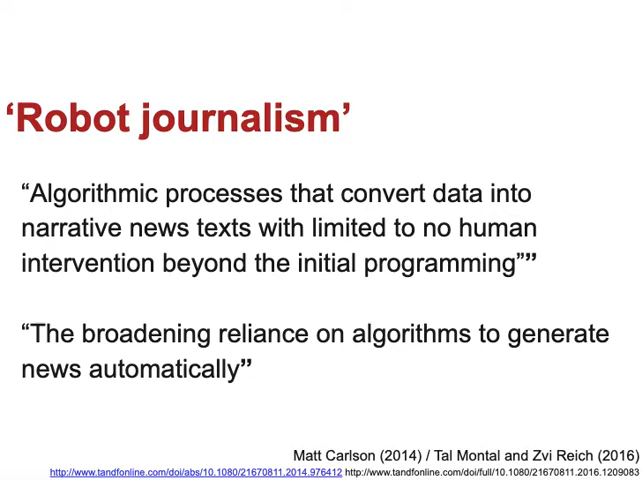 ‘Robot journalism’
“Algorithmic processes that convert data into
narrative news texts with limited to no human
intervention beyond the initial programming””
“The broadening reliance on algorithms to generate
news automatically”
Matt Carlson (2014) / Tal Montal and Zvi Reich (2016)
http://www.tandfonline.com/doi/abs/10.1080/21670811.2014.976412 http://www.tandfonline.com/doi/full/10.1080/21670811.2016.1209083